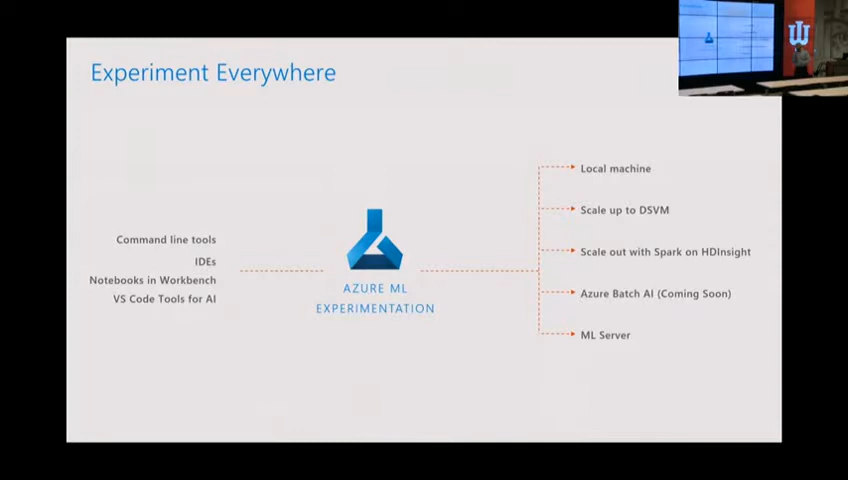 Experiment Everywhere
Command line tools
IDEs
Notebooks in Workbench
VS Code Tools for AI
AZURE ML
EXPERIMENTATION
Local machine
Scale up to DSVM
Scale out with Spark on HDInsight
Azure Batch AI (Coming Soon)
ML Server